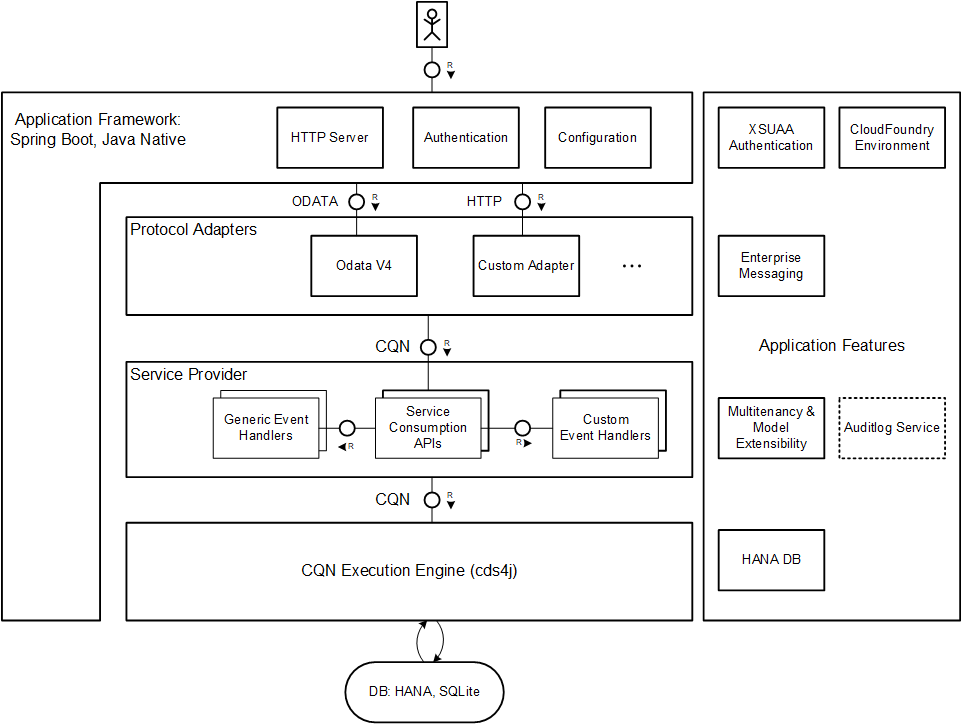 R
Application Framework:
Spring Boot, Java Native
HTTP Server
Authentication
Configuration
XSUAA
Authentication
CloudFoundry
Environment
ODATA
R
HTTP
R
Protocol Adapters
Odata V4
Custom Adapter
...
Enterprise
Messaging
CQN
R
Application Features
Service Provider
Generic Event
Handlers
R
Service
Consumption
APIs
R
Custom
Event Handlers
Multitenancy &
Model
Extensibility
Auditlog Service
CQN
R
CQN Execution Engine (cds4j)
HANA DB
DB: HANA, SQLite